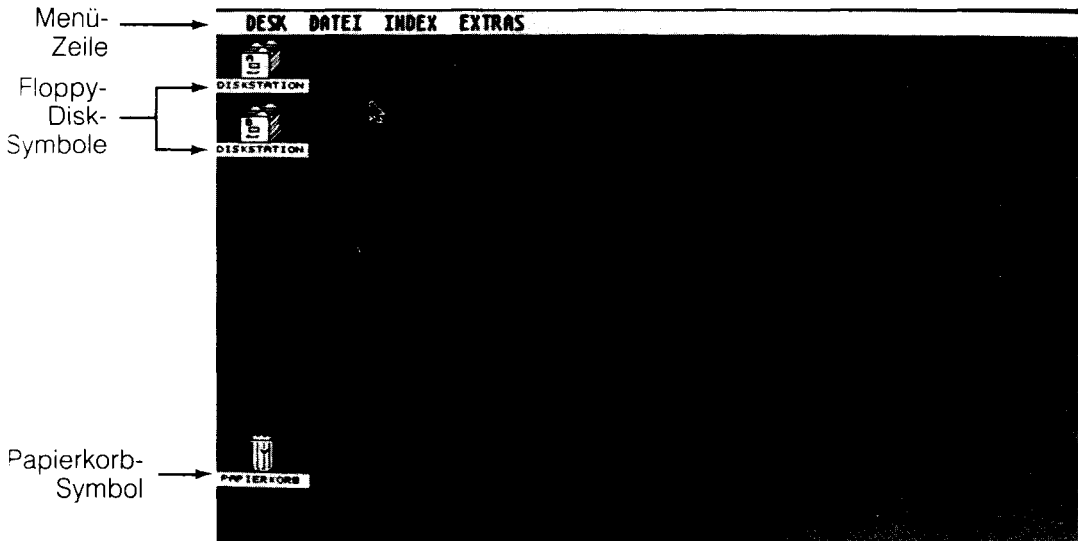 Menü-
Zeile
DESK DATEI INDEX EXTRAS
A
DISKSTATION
Floppy-
Disk-
Symbole
B
DISKSTATION
Papierkorb-
Symbol
PAPIERKORB